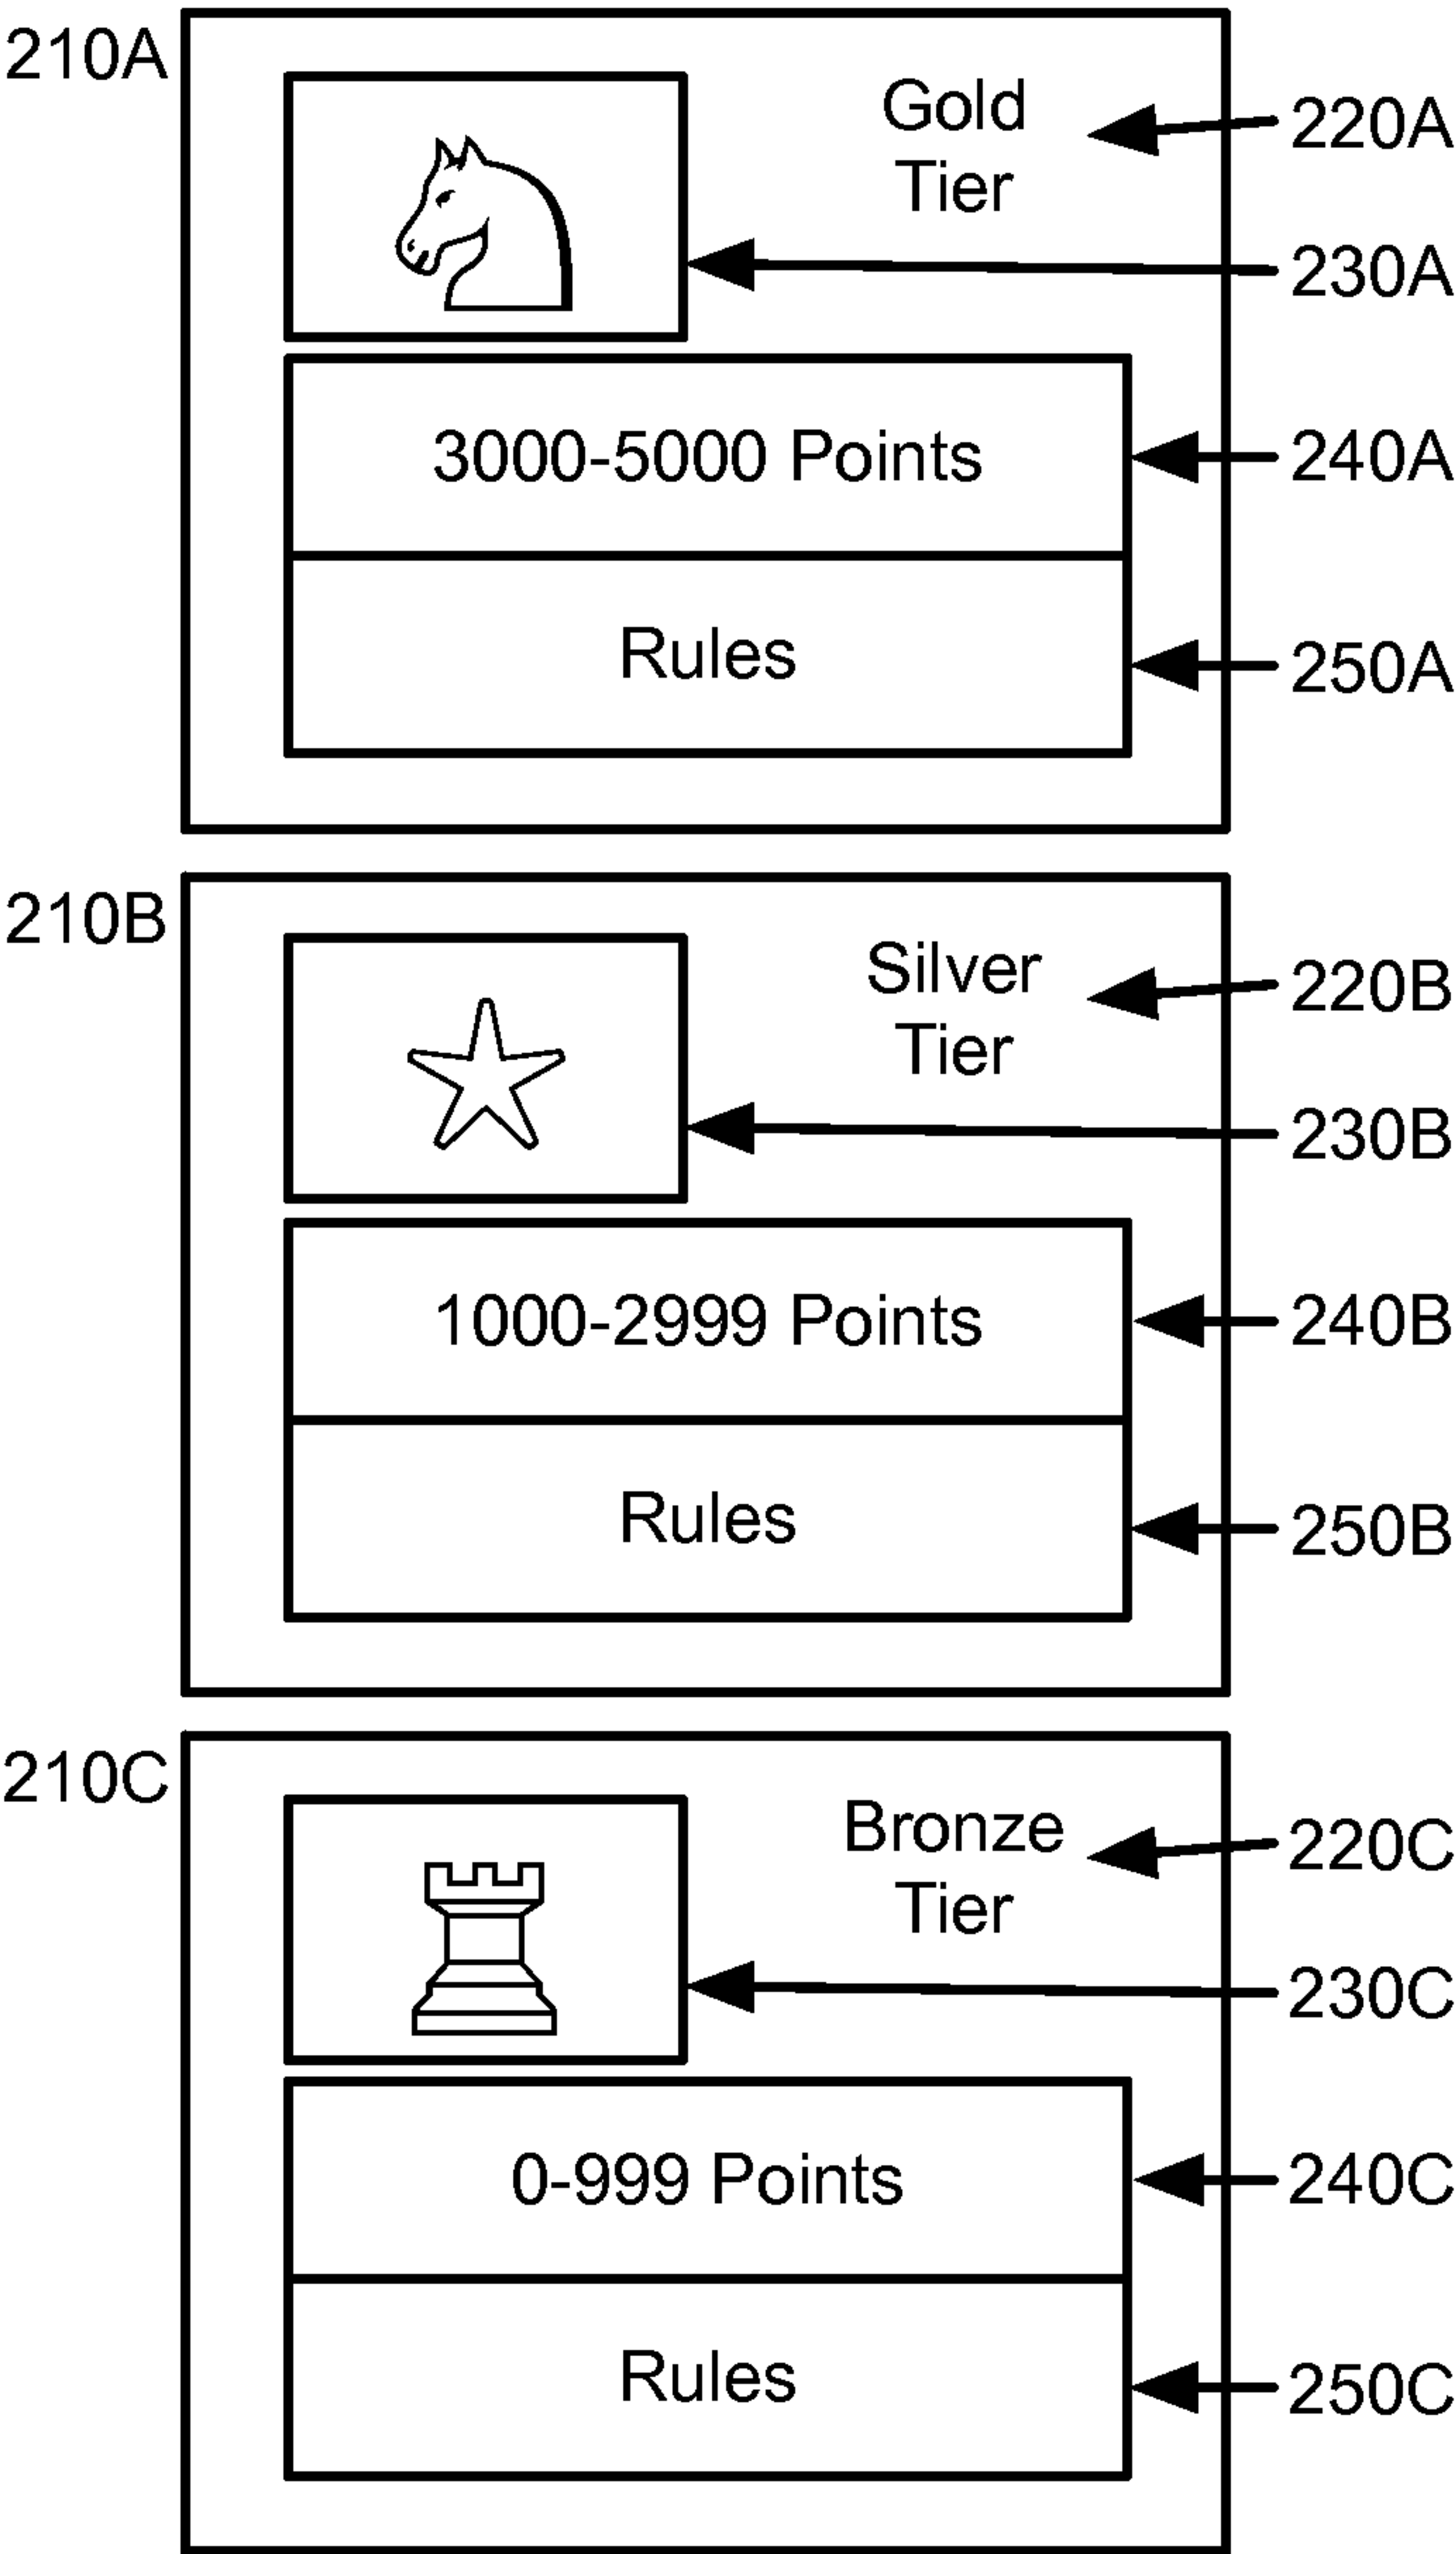 210A
Gold
Tier
220A
230A
3000-5000 Points
240A
Rules
250A
210B
Silver
Tier
220B
230B
1000-2999 Points
240B
Rules
250B
210C
Bronze
Tier
220C
230C
0-999 Points
240C
Rules
250C